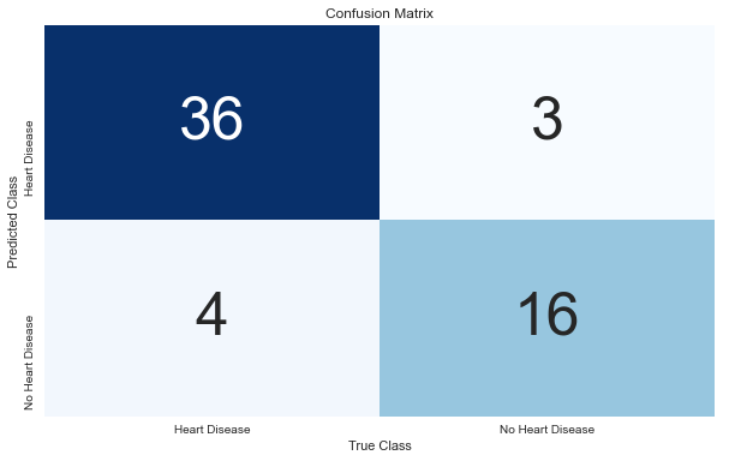 Confusion Matrix
Predicted Class
Heart Disease
36
3
No Heart Disease
4
16
Heart Disease
No Heart Disease
True Class